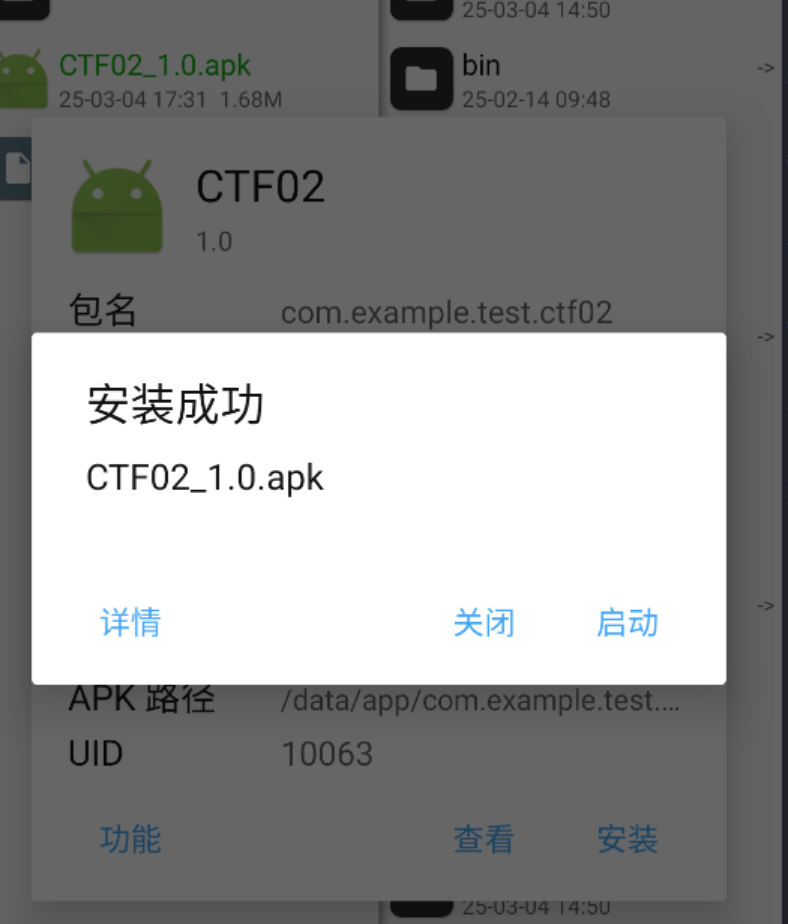 25-03-04 14:50
CTF02_1.0.apk
25-03-04 17:31 1.68M
bin
->
25-02-14 09:48
CTF02
1.0
包名
com.example.test.ctf02
->
安装成功
CTF02_1.0.apk
详情
关闭
启动
->
APK 路径
/data/app/com.example.test....
UID
10063
功能
查看
安装
25-03-04 14:50